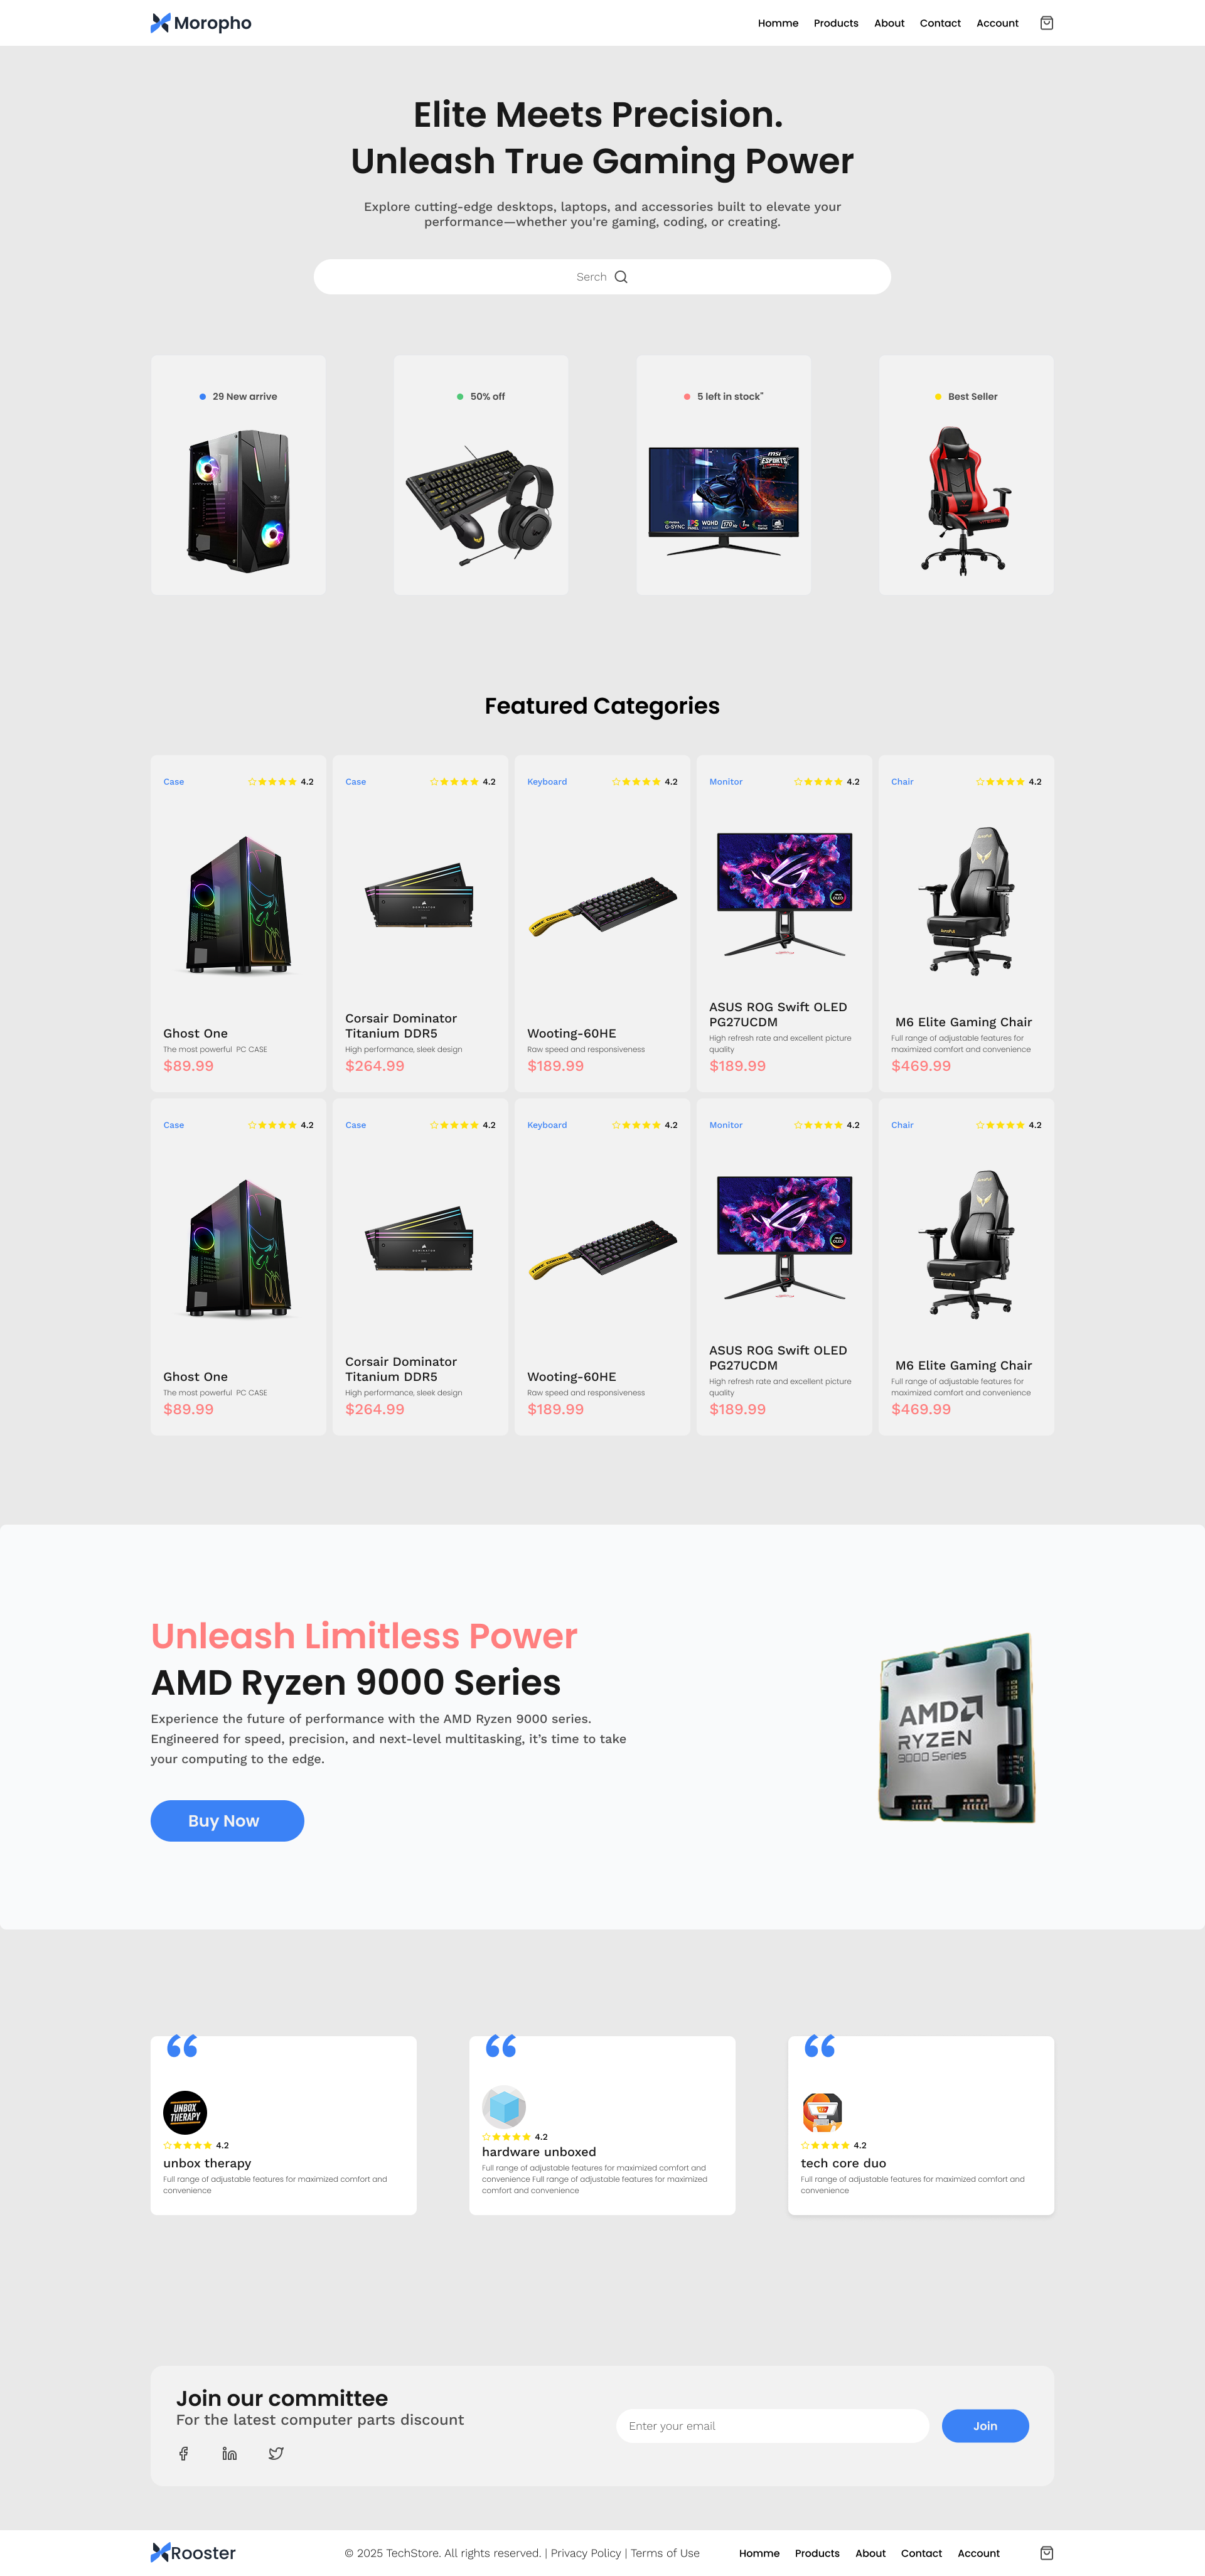 Moropho
Homme Products About Contact Account
Elite Meets Precision.
Unleash True Gaming Power
Explore cutting-edge desktops, laptops, and accessories built to elevate your
performance—whether you're gaming, coding, or creating.
Serch
29 New arrive
50% off
5 left in stock"
Best Seller
msi
ESPORTS
G-SYNC IPS WQHD 170 Hz 1ms
Featured Categories
Case 4.2
Ghost One
The most powerful PC CASE
$89.99
Case 4.2
DOMINATOR
Corsair Dominator
Titanium DDR5
High performance, sleek design
$264.99
Keyboard 4.2
Wooting-60HE
Raw speed and responsiveness
$189.99
Monitor 4.2
OLED
ASUS ROG Swift OLED
PG27UCDM
High refresh rate and excellent picture
quality
$189.99
Chair 4.2
AutoFull
M6 Elite Gaming Chair
Full range of adjustable features for
maximized comfort and convenience
$469.99
Case 4.2
Ghost One
The most powerful PC CASE
$89.99
Case 4.2
DOMINATOR
Corsair Dominator
Titanium DDR5
High performance, sleek design
$264.99
Keyboard 4.2
Wooting-60HE
Raw speed and responsiveness
$189.99
Monitor 4.2
OLED
ASUS ROG Swift OLED
PG27UCDM
High refresh rate and excellent picture
quality
$189.99
Chair 4.2
AutoFull
M6 Elite Gaming Chair
Full range of adjustable features for
maximized comfort and convenience
$469.99
Unleash Limitless Power
AMD Ryzen 9000 Series
Experience the future of performance with the AMD Ryzen 9000 series.
Engineered for speed, precision, and next-level multitasking, it's time to take
your computing to the edge.
Buy Now
AMD
RYZEN
9000 Series
“
UNBOX
THERAPY
4.2
unbox therapy
Full range of adjustable features for maximized comfort and
convenience
“
4.2
hardware unboxed
Full range of adjustable features for maximized comfort and
convenience Full range of adjustable features for maximized
comfort and convenience
“
4.2
tech core duo
Full range of adjustable features for maximized comfort and
convenience
Join our committee
For the latest computer parts discount
Enter your email
Join
Rooster
© 2025 TechStore. All rights reserved. | Privacy Policy | Terms of Use
Homme Products About Contact Account